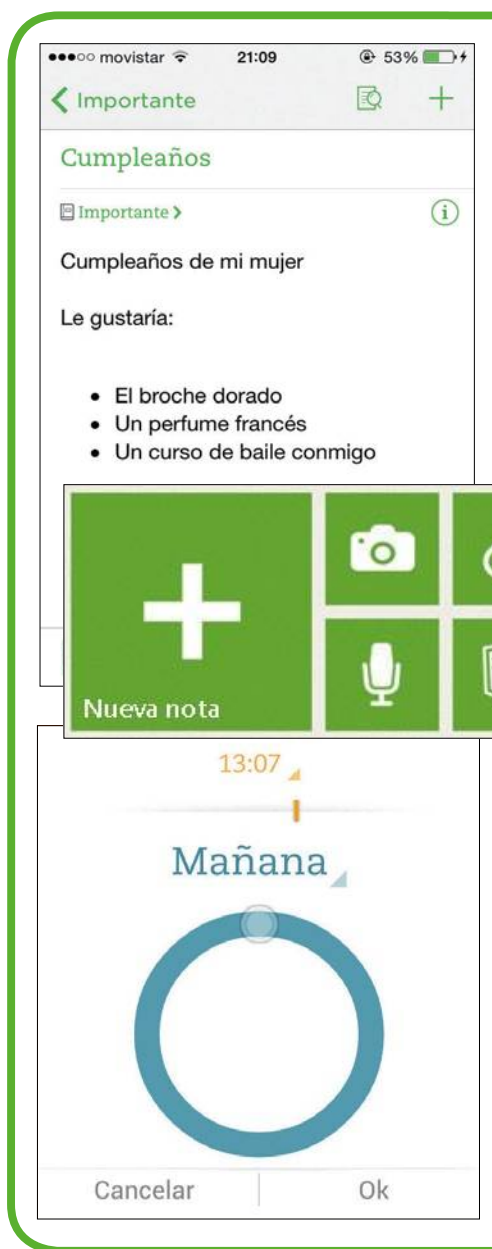 movistar 21:09 53%
Importante
Cumpleaños
Importante
Cumpleaños de mi mujer
Le gustaría:
• El broche dorado
• Un perfume francés
• Un curso de baile conmigo
Nueva nota
13:07
Mañana
Cancelar Ok